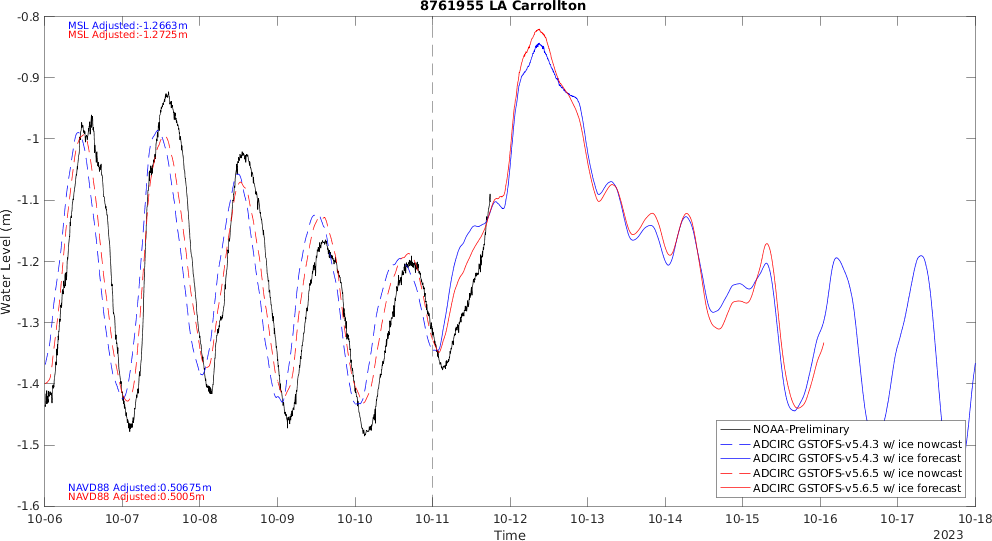 8761955 LA Carrollton
MSL Adjusted:-1.2663m
MSL Adjusted:-1.2725m
-0.8
-0.9
-1
-1.1
-1.2
-1.3
-1.4
-1.5
-1.6
Water Level (m)
NAVD88 Adjusted:0.50675m
NAVD88 Adjusted:0.5005m
NOAA-Preliminary
ADCIRC GSTOFS-v5.4.3 w/ ice nowcast
ADCIRC GSTOFS-v5.4.3 w/ ice forecast
ADCIRC GSTOFS-v5.6.5 w/ ice nowcast
ADCIRC GSTOFS-v5.6.5 w/ ice forecast
10-06 10-07 10-08 10-09 10-10 10-11 10-12 10-13 10-14 10-15 10-16 10-17 10-18
Time
2023